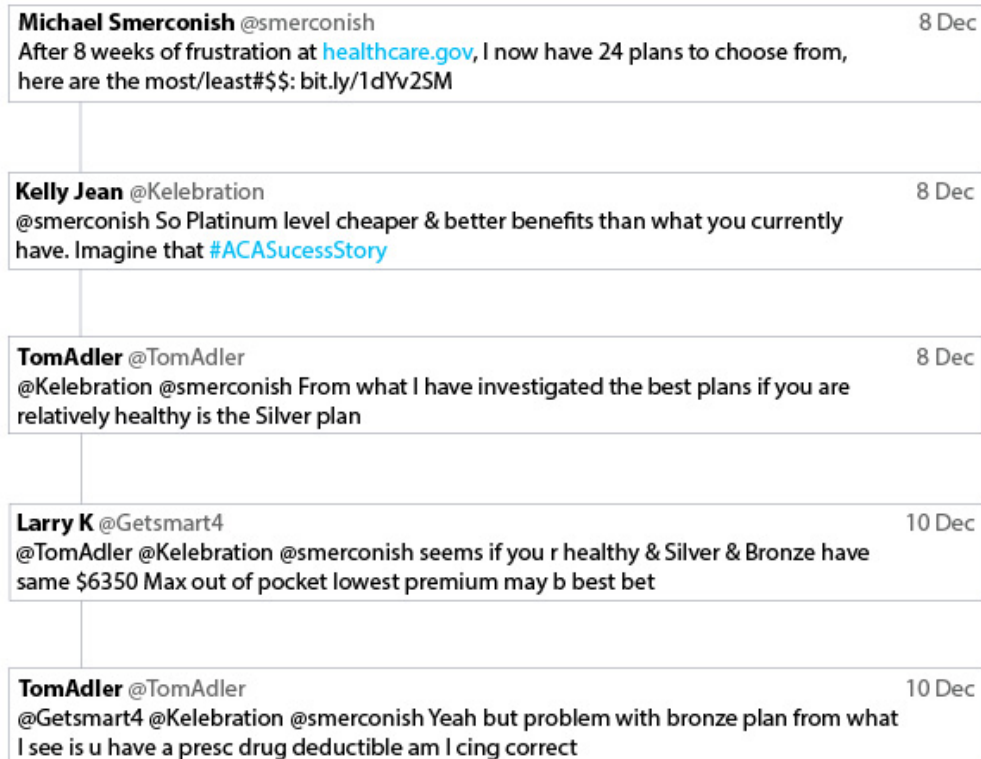 Michael Smerconish @smerconish 8 Dec
After 8 weeks of frustration at healthcare.gov, I now have 24 plans to choose from,
here are the most/least#$$: bit.ly/1dYv2SM
Kelly Jean @Kelebration 8 Dec
@smerconish So Platinum level cheaper & better benefits than what you currently
have. Imagine that #ACASucessStory
TomAdler @TomAdler 8 Dec
@Kelebration @smerconish From what I have investigated the best plans if you are
relatively healthy is the Silver plan
Larry K @Getsmart4 10 Dec
@TomAdler @Kelebration @smerconish seems if you r healthy & Silver & Bronze have
same $6350 Max out of pocket lowest premium may b best bet
TomAdler @TomAdler 10 Dec
@Getsmart4 @Kelebration @smerconish Yeah but problem with bronze plan from what
I see is u have a presc drug deductible am I cing correct